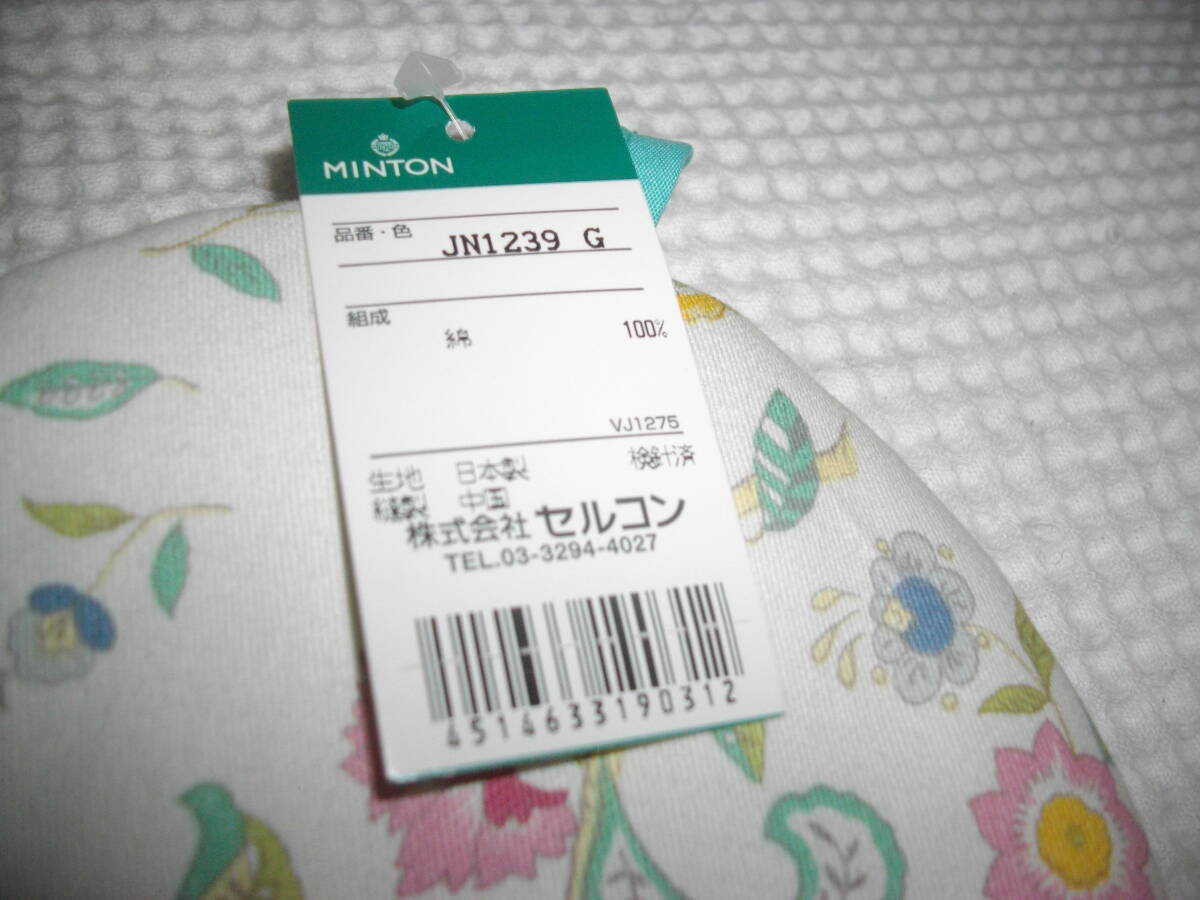 MINTON
品番・色 JN1239 G
組成
綿 100%
VJ1275
生地 日本製 検針済
縫製 中国
株式会社 セルコン
TEL.03-3294-4027
4514633190312